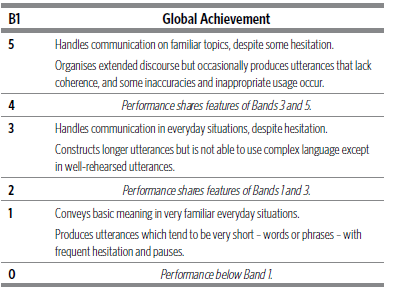 B1 Global Achievement
5 Handles communication on familiar topics, despite some hesitation.
Organises extended discourse but occasionally produces utterances that lack
coherence, and some inaccuracies and inappropriate usage occur.
4 Performance shares features of Bands 3 and 5.
3 Handles communication in everyday situations, despite hesitation.
Constructs longer utterances but is not able to use complex language except
in well-rehearsed utterances.
2 Performance shares features of Bands 1 and 3.
1 Conveys basic meaning in very familiar everyday situations.
Produces utterances which tend to be very short – words or phrases – with
frequent hesitation and pauses.
0 Performance below Band 1.